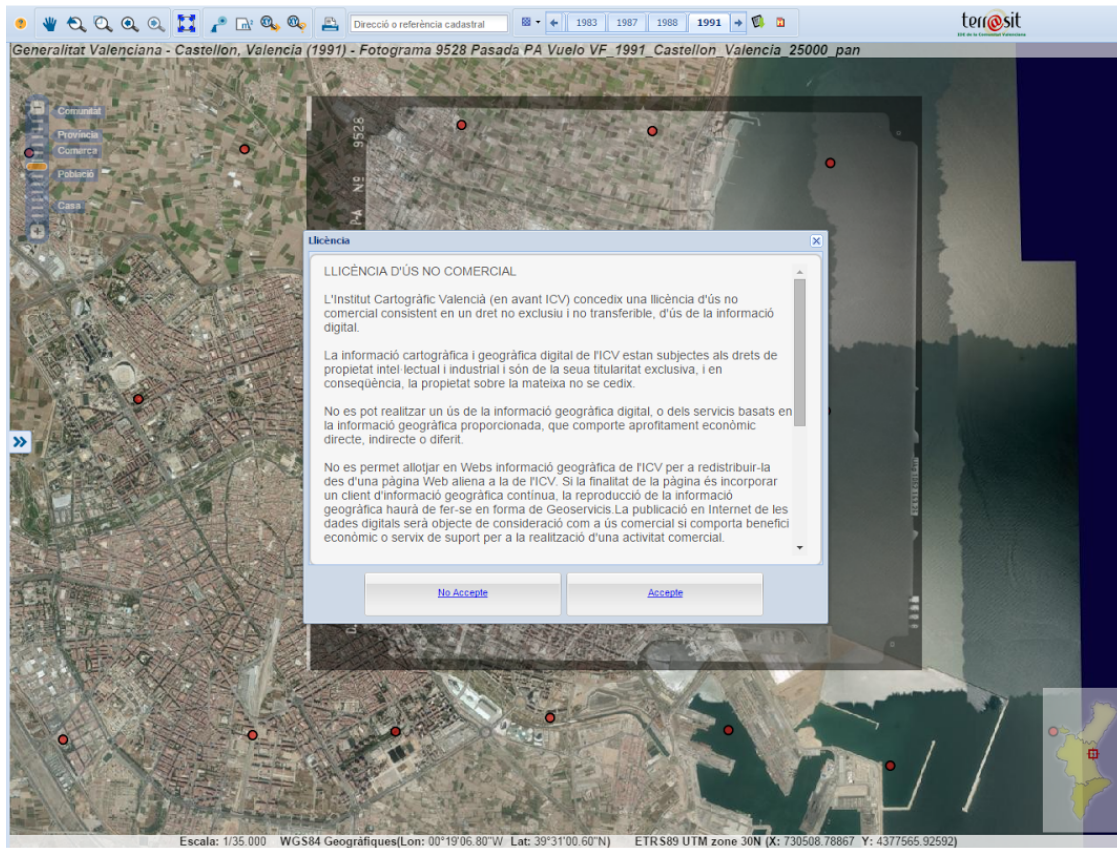 Direcció o referència cadastral
1983
1987
1988
1991
terr@sit
IDE de la Comunitat Valenciana
Generalitat Valenciana - Castellon, Valencia (1991) - Fotograma 9528 Pasada PA Vuelo VF_1991_Castellon_Valencia_25000_pan
Comunitat
Província
Comarca
Població
Casa
P-A Nº 9528
Llicència
LLICÈNCIA D'ÚS NO COMERCIAL
L'Institut Cartogràfic Valencià (en avant ICV) concedix una llicència d'ús no
comercial consistent en un dret no exclusiu i no transferible, d'ús de la informació
digital.
La informació cartogràfica i geogràfica digital de l'ICV estan subjectes als drets de
propietat intel·lectual i industrial i són de la seua titularitat exclusiva, i en
conseqüència, la propietat sobre la mateixa no se cedix.
No es pot realitzar un ús de la informació geogràfica digital, o dels servicis basats en
la informació geogràfica proporcionada, que comporte aprofitament econòmic
directe, indirecte o diferit.
No es permet allotjar en Webs informació geogràfica de l'ICV per a redistribuir-la
des d'una pàgina Web aliena a la de l'ICV. Si la finalitat de la pàgina és incorporar
un client d'informació geogràfica contínua, la reproducció de la informació
geogràfica haurà de fer-se en forma de Geoservicis.La publicació en Internet de les
dades digitals serà objecte de consideració com a ús comercial si comporta benefici
econòmic o servix de suport per a la realització d'una activitat comercial.
No Accepte
Accepte
Escala: 1/35.000 WGS84 Geogràfiques(Lon: 00°19'06.80"W Lat: 39°31'00.60"N) ETRS89 UTM zone 30N (X: 730508.78867 Y: 4377565.92592)